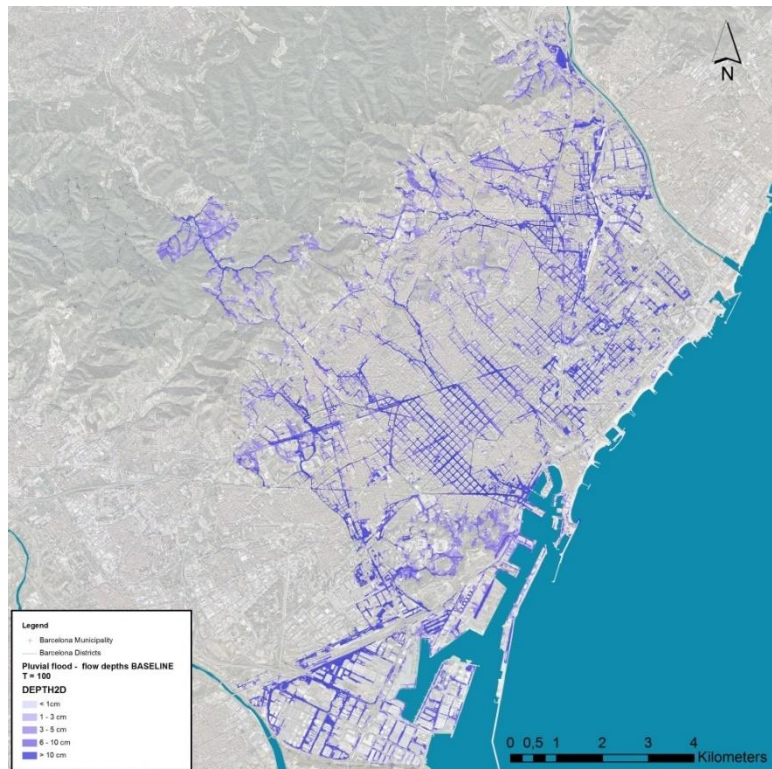 N
Legend
Barcelona Municipality
Barcelona Districts
Pluvial flood - flow depths BASELINE
T = 100
DEPTH2D
< 1cm
1 - 3 cm
3 - 5 cm
6 - 10 cm
> 10 cm
0 0,5 1 2 3 4
Kilometers